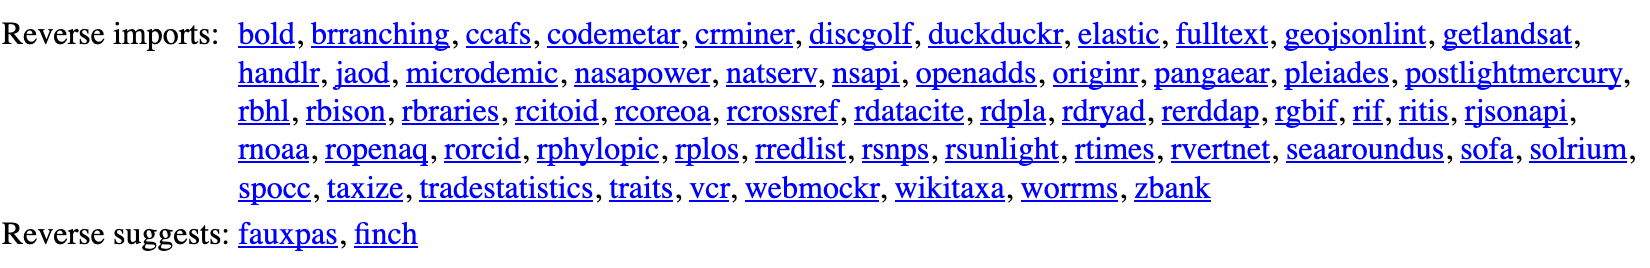 Reverse imports: bold, brranching, ccafs, codemetar, crminer, discgolf, duckduckr, elastic, fulltext, geojsonlint, getlandsat,
handlr, jaod, microdemic, nasapower, natserv, nsapi, openadds, originr, pangaear, pleiades, postlightmercury,
rbhl, rbison, rbraries, rcitoid, rcoreoa, rcrossref, rdatacite, rdpla, rdryad, rerddap, rgbif, rif, ritis, rjsonapi,
rnoaa, ropenaq, rorcid, rphylopic, rplos, rredlist, rsnps, rsunlight, rtimes, rvertnet, seaaroundus, sofa, solrium,
spocc, taxize, tradestatistics, traits, vcr, webmockr, wikitaxa, worrms, zbank
Reverse suggests: fauxpas, finch